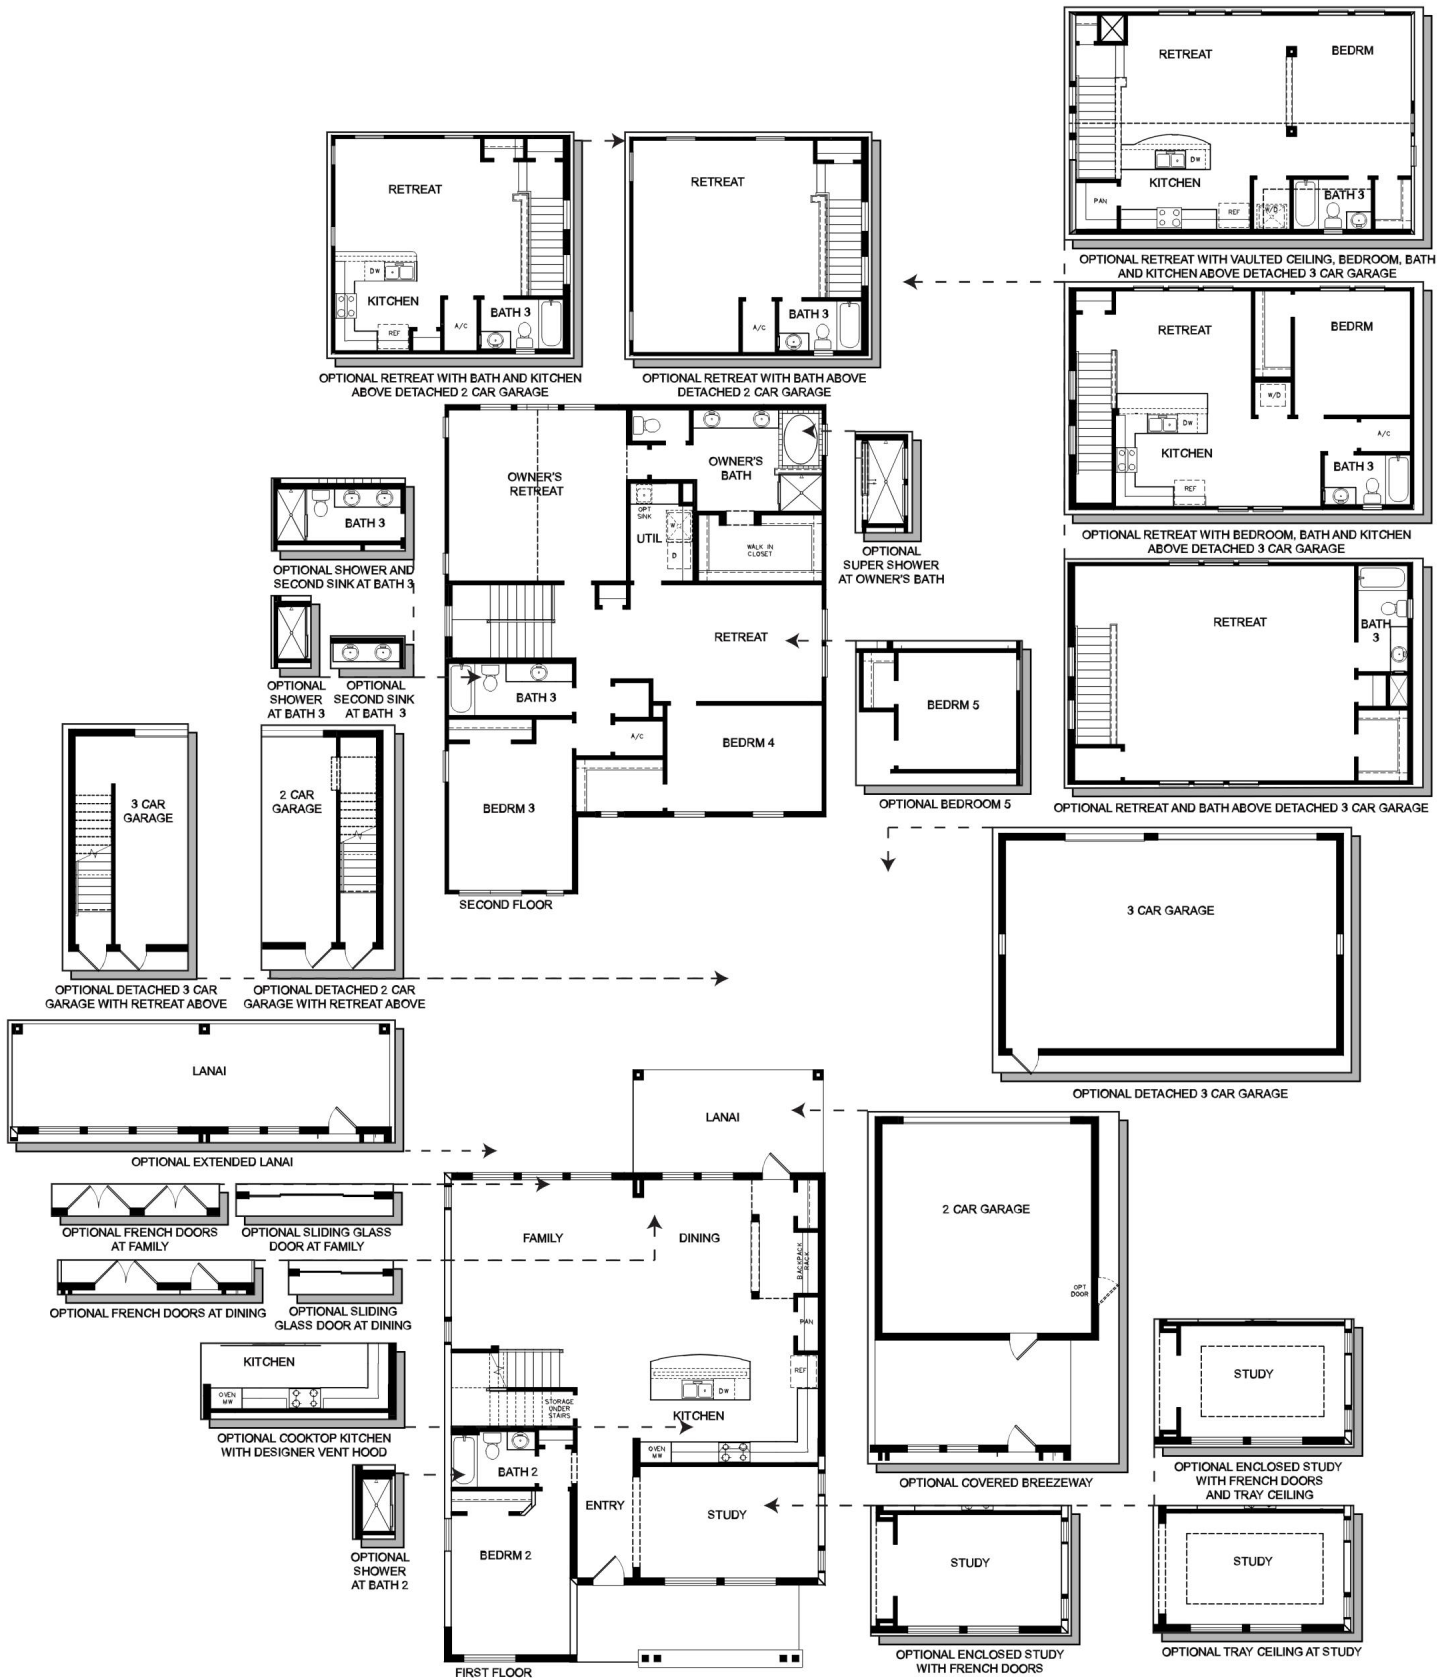 RETREAT
BEDRM
DW
KITCHEN
PAN
REF
W/D
BATH 3
OPTIONAL RETREAT WITH VAULTED CEILING, BEDROOM, BATH
AND KITCHEN ABOVE DETACHED 3 CAR GARAGE
RETREAT
DW
KITCHEN
REF
A/C
BATH 3
OPTIONAL RETREAT WITH BATH AND KITCHEN
ABOVE DETACHED 2 CAR GARAGE
RETREAT
A/C
BATH 3
OPTIONAL RETREAT WITH BATH ABOVE
DETACHED 2 CAR GARAGE
RETREAT
BEDRM
W/D
DW
KITCHEN
A/C
BATH 3
REF
OPTIONAL RETREAT WITH BEDROOM, BATH AND KITCHEN
ABOVE DETACHED 3 CAR GARAGE
OWNER'S
RETREAT
OWNER'S
BATH
OPT
SINK
W
UTIL
D
WALK IN
CLOSET
RETREAT
BATH 3
A/C
BEDRM 4
BEDRM 3
SECOND FLOOR
BATH 3
OPTIONAL SHOWER AND
SECOND SINK AT BATH 3
OPTIONAL
SHOWER
AT BATH 3
OPTIONAL
SECOND SINK
AT BATH 3
OPTIONAL
SUPER SHOWER
AT OWNER'S BATH
BEDRM 5
OPTIONAL BEDROOM 5
RETREAT
BATH
3
OPTIONAL RETREAT AND BATH ABOVE DETACHED 3 CAR GARAGE
3 CAR
GARAGE
OPTIONAL DETACHED 3 CAR
GARAGE WITH RETREAT ABOVE
2 CAR
GARAGE
OPTIONAL DETACHED 2 CAR
GARAGE WITH RETREAT ABOVE
3 CAR GARAGE
OPTIONAL DETACHED 3 CAR GARAGE
LANAI
OPTIONAL EXTENDED LANAI
OPTIONAL FRENCH DOORS
AT FAMILY
OPTIONAL SLIDING GLASS
DOOR AT FAMILY
OPTIONAL FRENCH DOORS AT DINING
OPTIONAL SLIDING
GLASS DOOR AT DINING
KITCHEN
OVEN
MW
OPTIONAL COOKTOP KITCHEN
WITH DESIGNER VENT HOOD
OPTIONAL
SHOWER
AT BATH 2
LANAI
FAMILY
DINING
BACKPACK
RACK
PAN
REF
DW
KITCHEN
STORAGE
UNDER
STAIRS
OVEN
MW
BATH 2
ENTRY
STUDY
BEDRM 2
FIRST FLOOR
2 CAR GARAGE
OPT
DOOR
OPTIONAL COVERED BREEZEWAY
STUDY
OPTIONAL ENCLOSED STUDY
WITH FRENCH DOORS
AND TRAY CEILING
STUDY
OPTIONAL ENCLOSED STUDY
WITH FRENCH DOORS
STUDY
OPTIONAL TRAY CEILING AT STUDY